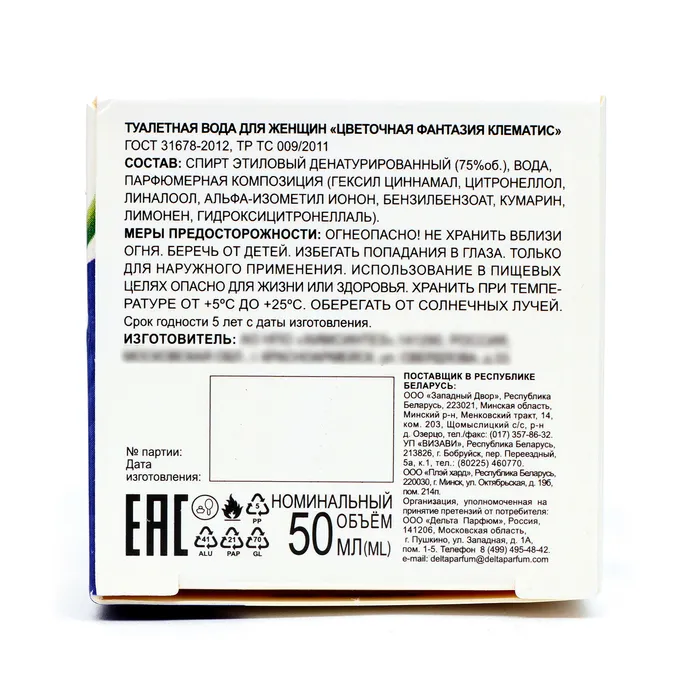 ТУАЛЕТНАЯ ВОДА ДЛЯ ЖЕНЩИН «ЦВЕТОЧНАЯ ФАНТАЗИЯ КЛЕМАТИС»
ГОСТ 31678-2012, ТР ТС 009/2011
СОСТАВ: СПИРТ ЭТИЛОВЫЙ ДЕНАТУРИРОВАННЫЙ (75%об.), ВОДА,
ПАРФЮМЕРНАЯ КОМПОЗИЦИЯ (ГЕКСИЛ ЦИННАМАЛ, ЦИТРОНЕЛЛОЛ,
ЛИНАЛООЛ, АЛЬФА-ИЗОМЕТИЛ ИОНОН, БЕНЗИЛБЕНЗОАТ, КУМАРИН,
ЛИМОНЕН, ГИДРОКСИЦИТРОНЕЛЛАЛЬ).
МЕРЫ ПРЕДОСТОРОЖНОСТИ: ОГНЕОПАСНО! НЕ ХРАНИТЬ ВБЛИЗИ
ОГНЯ. БЕРЕЧЬ ОТ ДЕТЕЙ. ИЗБЕГАТЬ ПОПАДАНИЯ В ГЛАЗА. ТОЛЬКО
ДЛЯ НАРУЖНОГО ПРИМЕНЕНИЯ. ИСПОЛЬЗОВАНИЕ В ПИЩЕВЫХ
ЦЕЛЯХ ОПАСНО ДЛЯ ЖИЗНИ ИЛИ ЗДОРОВЬЯ. ХРАНИТЬ ПРИ ТЕМПЕ-
РАТУРЕ ОТ +5ºС ДО +25ºС. ОБЕРЕГАТЬ ОТ СОЛНЕЧНЫХ ЛУЧЕЙ.
Срок годности 5 лет с даты изготовления.
ИЗГОТОВИТЕЛЬ:
№ партии:
Дата
изготовления:
ПОСТАВЩИК В РЕСПУБЛИКЕ
БЕЛАРУСЬ:
ООО «Западный Двор», Республика
Беларусь, 223021, Минская область,
Минский р-н, Менковский тракт, 14,
ком. 203, Щомыслицкий с/с, р-н
д. Озерцо, тел./факс: (017) 357-86-32.
УП «ВИЗАВИ», Республика Беларусь,
213826, г. Бобруйск, пер. Переездный,
5а, к.1, тел.: (80225) 460770.
ООО «Плэй хард», Республика Беларусь,
220030, г. Минск, ул. Октябрьская, д. 19б,
пом. 214п.
Организация, уполномоченная на
принятие претензий от потребителя:
ООО «Дельта Парфюм», Россия,
141206, Московская область,
г. Пушкино, ул. Западная, д. 1А,
пом. 1-5. Телефон 8 (499) 495-48-42.
e-mail: deltaparfum@deltaparfum.com
ЕАС
5
PP
41
ALU
21
PAP
70
GL
НОМИНАЛЬНЫЙ
ОБЪЁМ
50 МЛ(ML)